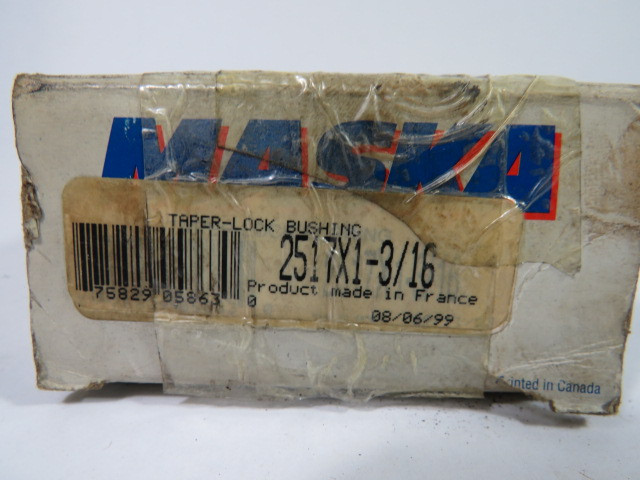 MASKA
TAPER-LOCK BUSHING
2517X1-3/16
75829 05863
Product made in France
0
08/06/99
Printed in Canada